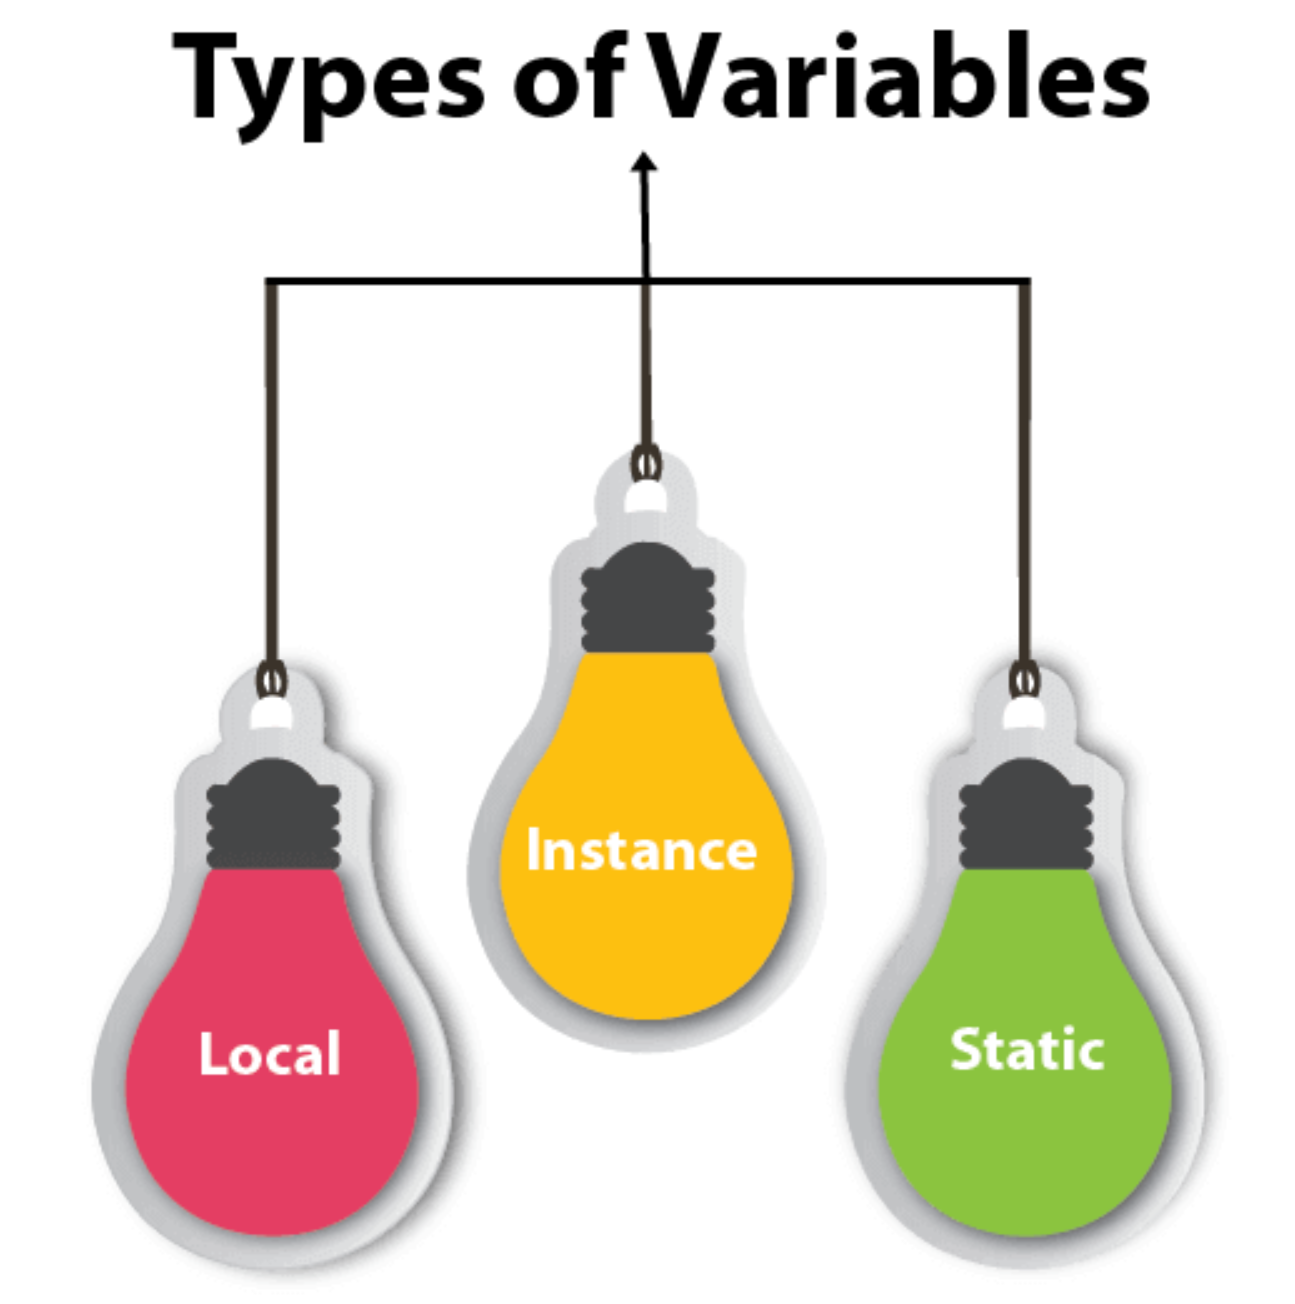 Types of Variables
Instance
Local
Static